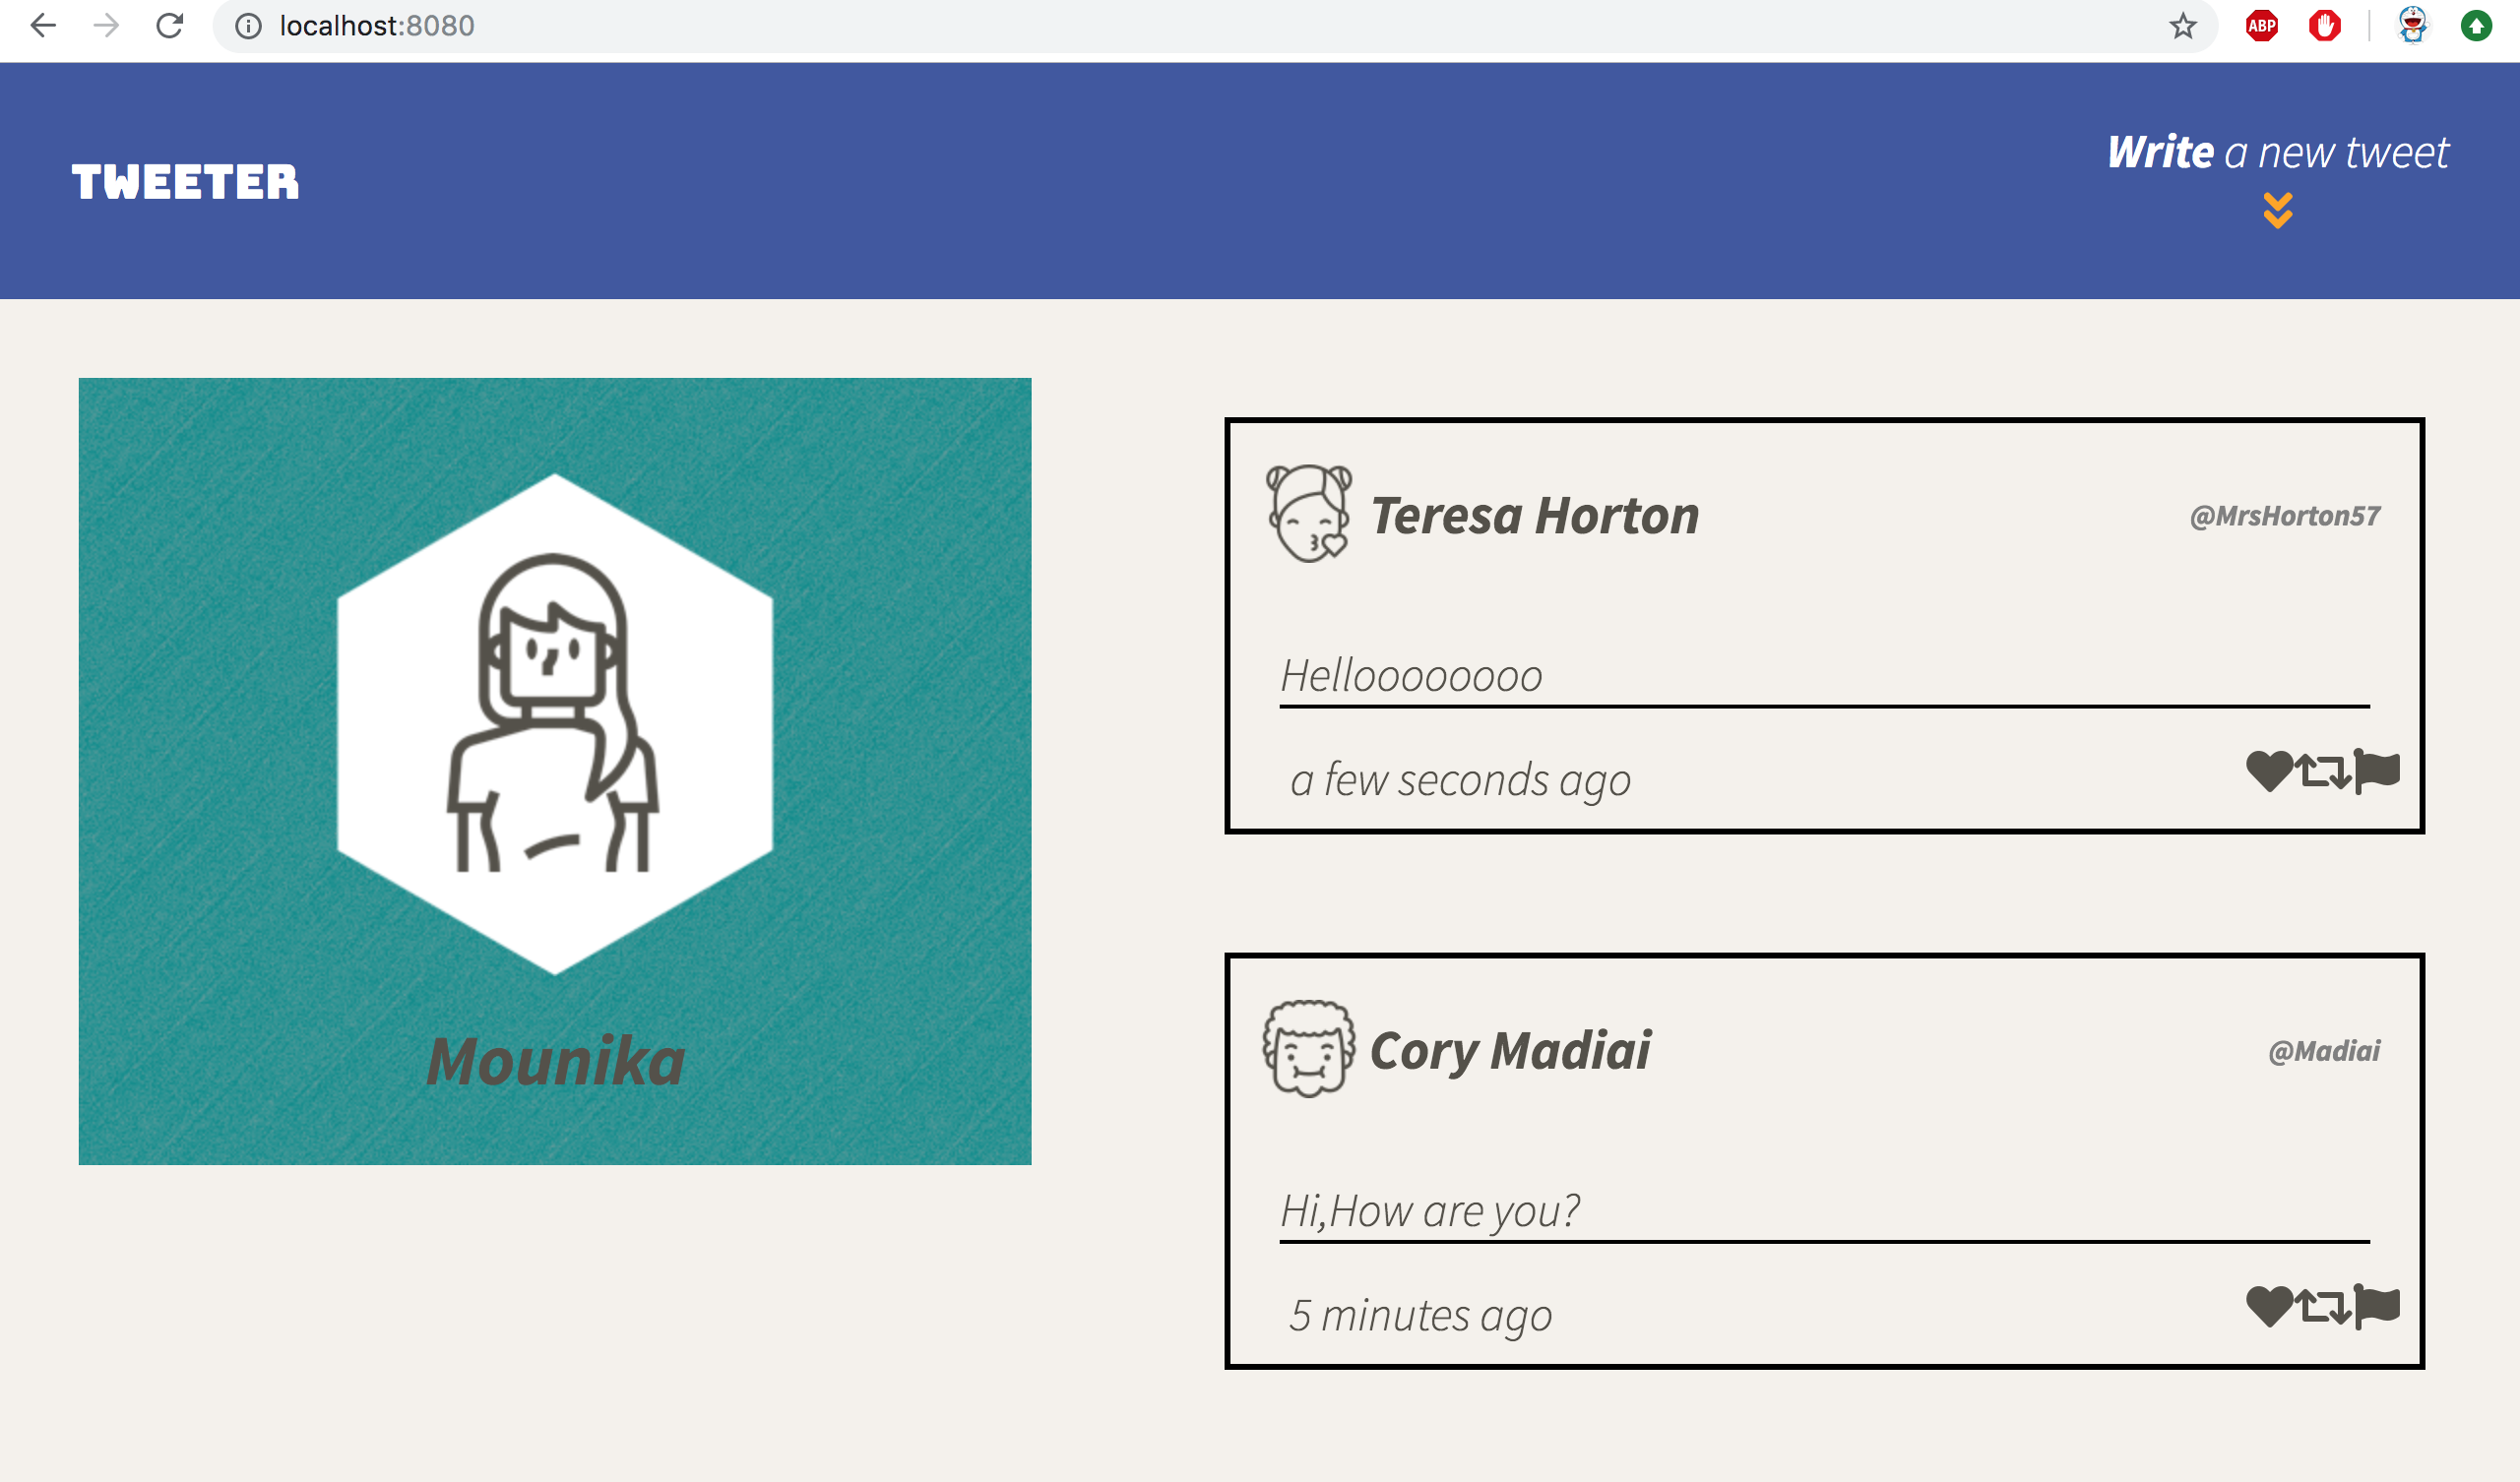 localhost:8080
ABP
TWEETER
Write a new tweet
Mounika
Teresa Horton
@MrsHorton57
Helloooooooo
a few seconds ago
Cory Madiai
@Madiai
Hi,How are you?
5 minutes ago